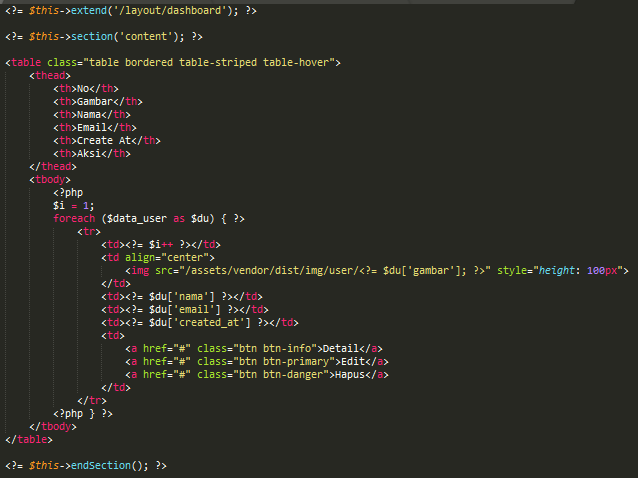 <?= $this->extend('/layout/dashboard'); ?>

<?= $this->section('content'); ?>

<table class="table bordered table-striped table-hover">
    <thead>
        <th>No</th>
        <th>Gambar</th>
        <th>Nama</th>
        <th>Email</th>
        <th>Create At</th>
        <th>Aksi</th>
    </thead>
    <tbody>
        <?php
        $i = 1;
        foreach ($data_user as $du) { ?>
            <tr>
                <td><?= $i++ ?></td>
                <td align="center">
                    <img src="/assets/vendor/dist/img/user/<?= $du['gambar']; ?>" style="height: 100px">
                </td>
                <td><?= $du['nama'] ?></td>
                <td><?= $du['email'] ?></td>
                <td><?= $du['created_at'] ?></td>
                <td>
                    <a href="#" class="btn btn-info">Detail</a>
                    <a href="#" class="btn btn-primary">Edit</a>
                    <a href="#" class="btn btn-danger">Hapus</a>
                </td>
            </tr>
        <?php } ?>
    </tbody>
</table>

<?= $this->endSection(); ?>